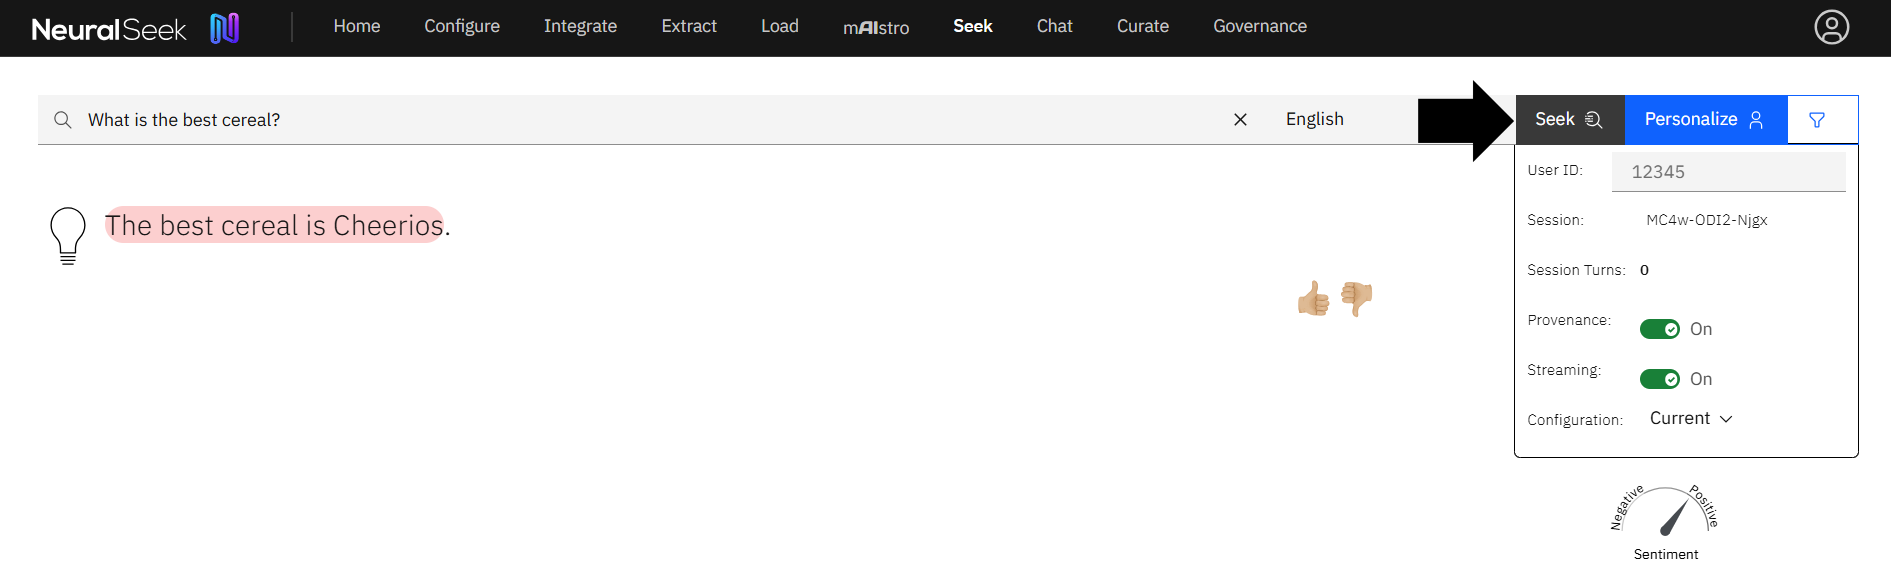 NeuralSeek Home Configure Integrate Extract Load mAIstro Seek Chat Curate Governance
What is the best cereal? English Seek Personalize
User ID: 12345
The best cereal is Cheerios.
Session: MC4w-ODI2-Njgx
Session Turns: 0
Provenance: On
Streaming: On
Configuration: Current
Negative Positive
Sentiment